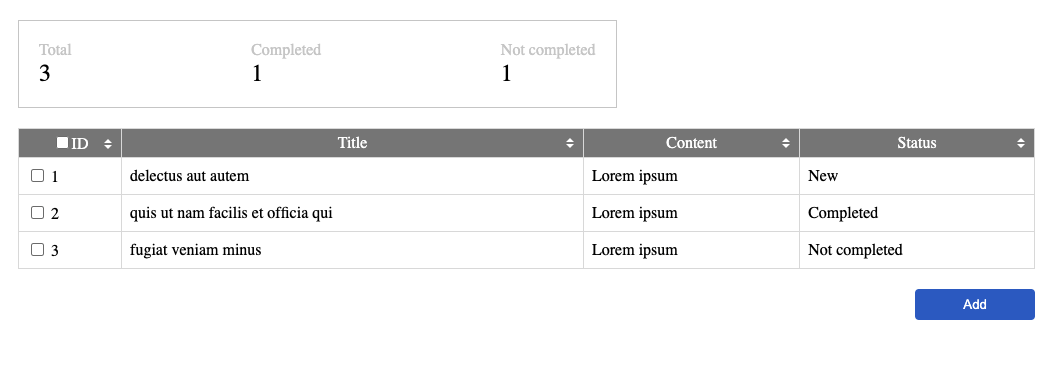 Total Completed Not completed
3 1 1
ID Title Content Status
1 delectus aut autem Lorem ipsum New
2 quis ut nam facilis et officia qui Lorem ipsum Completed
3 fugiat veniam minus Lorem ipsum Not completed
Add